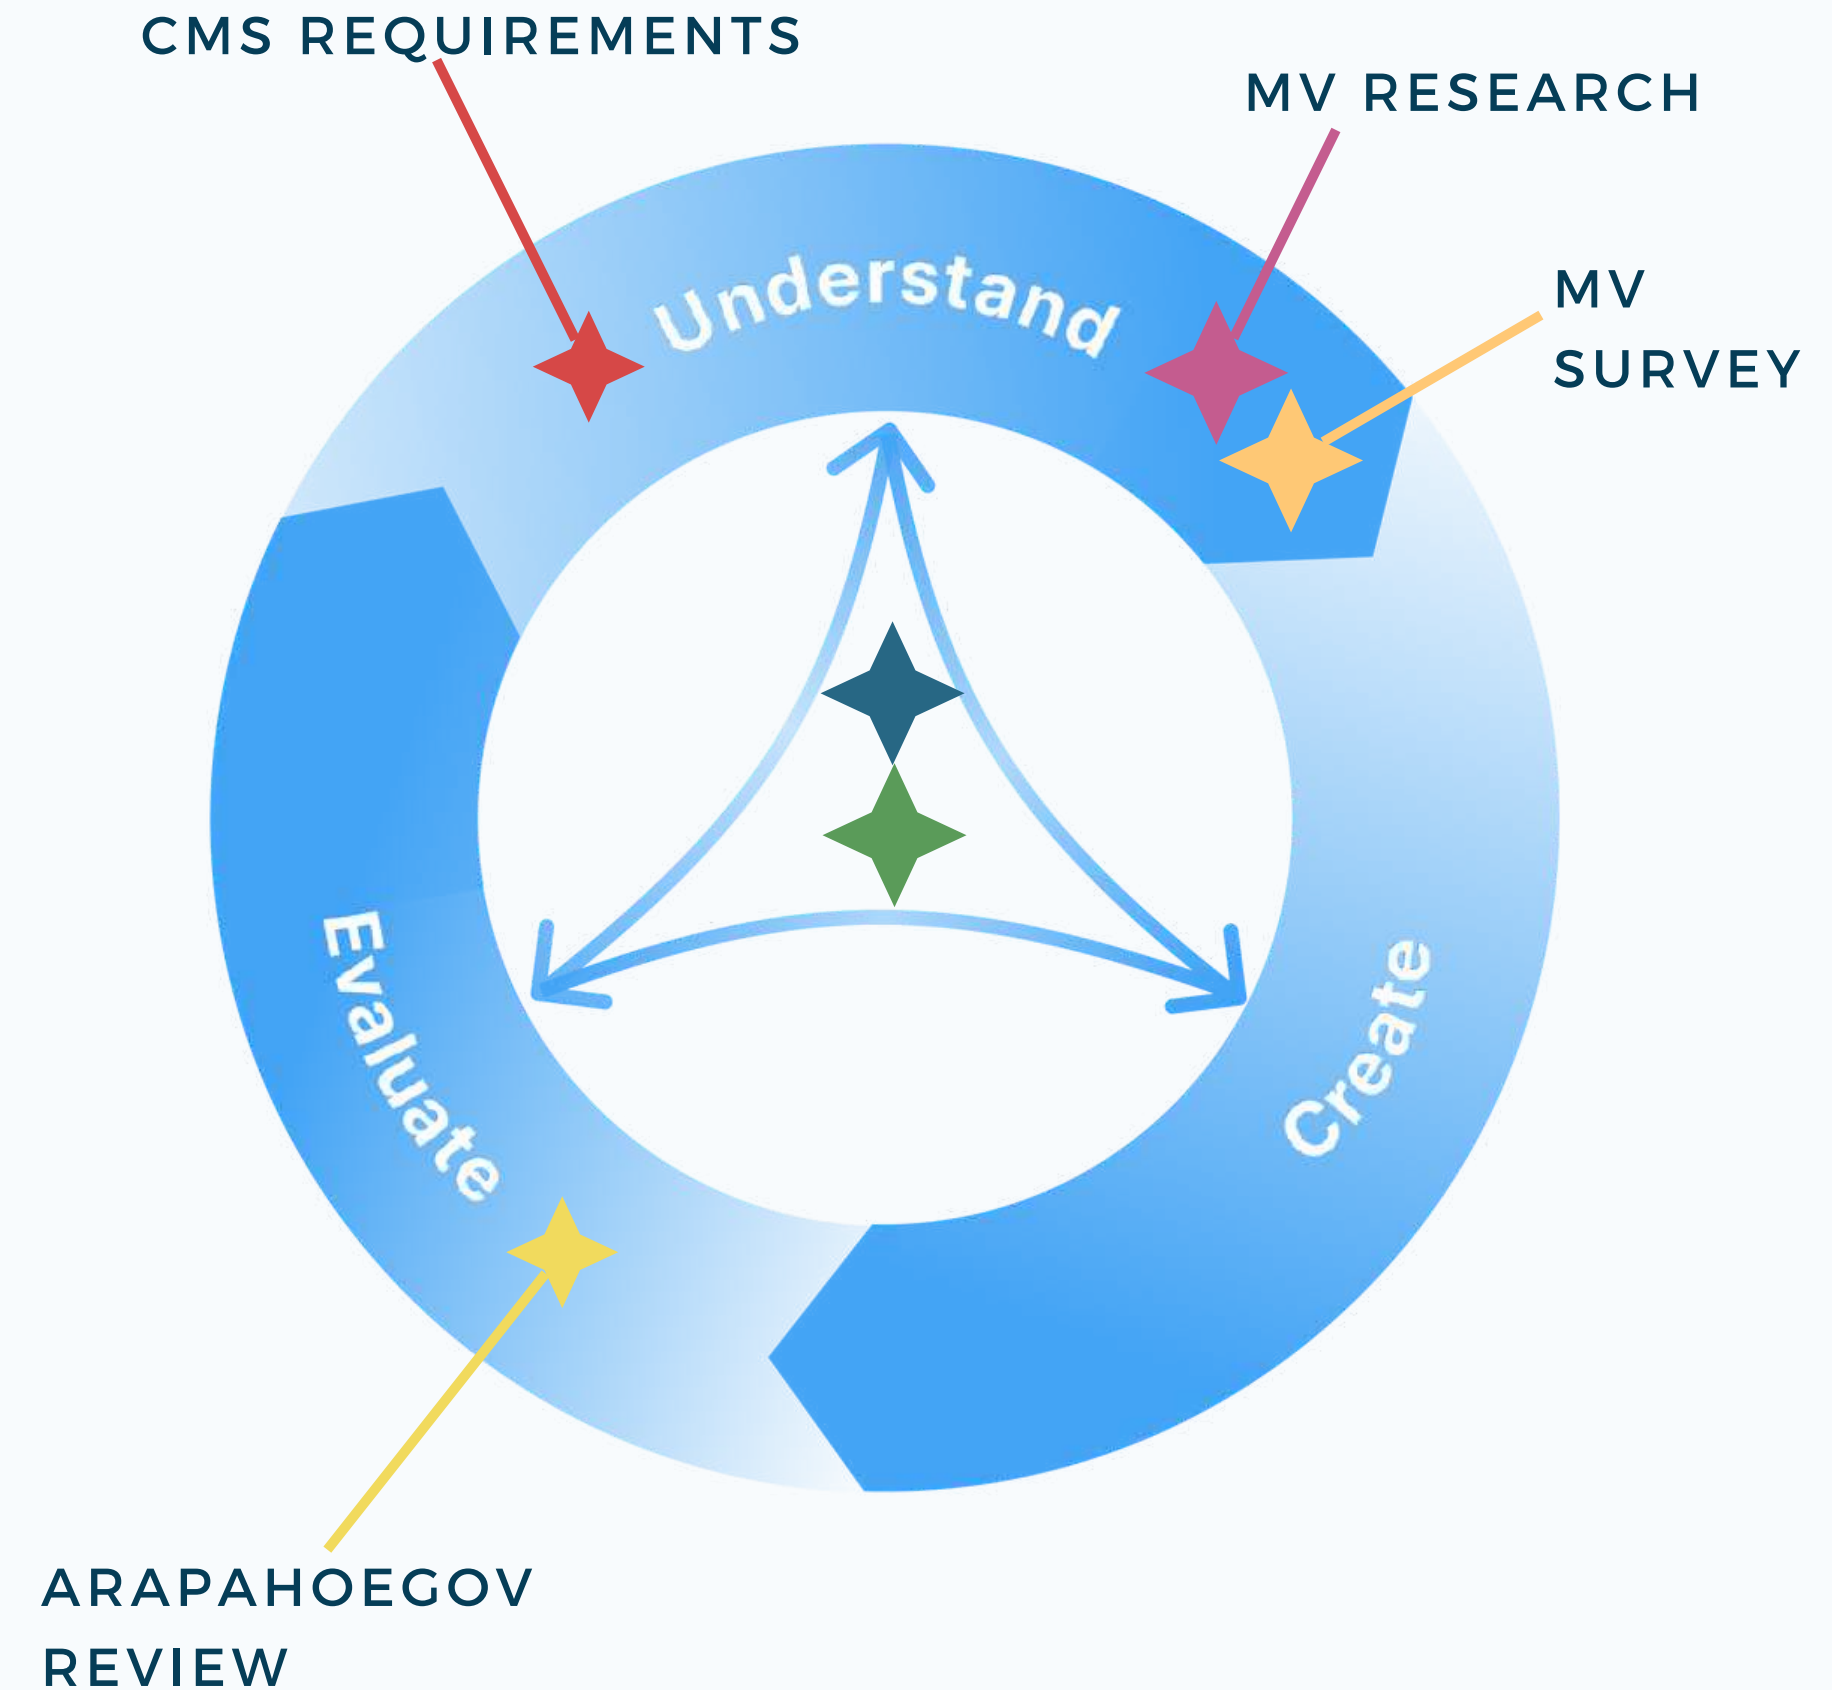 CMS REQUIREMENTS
MV RESEARCH
MV
SURVEY
Understand
Create
Evaluate
ARAPAHOEGOV
REVIEW